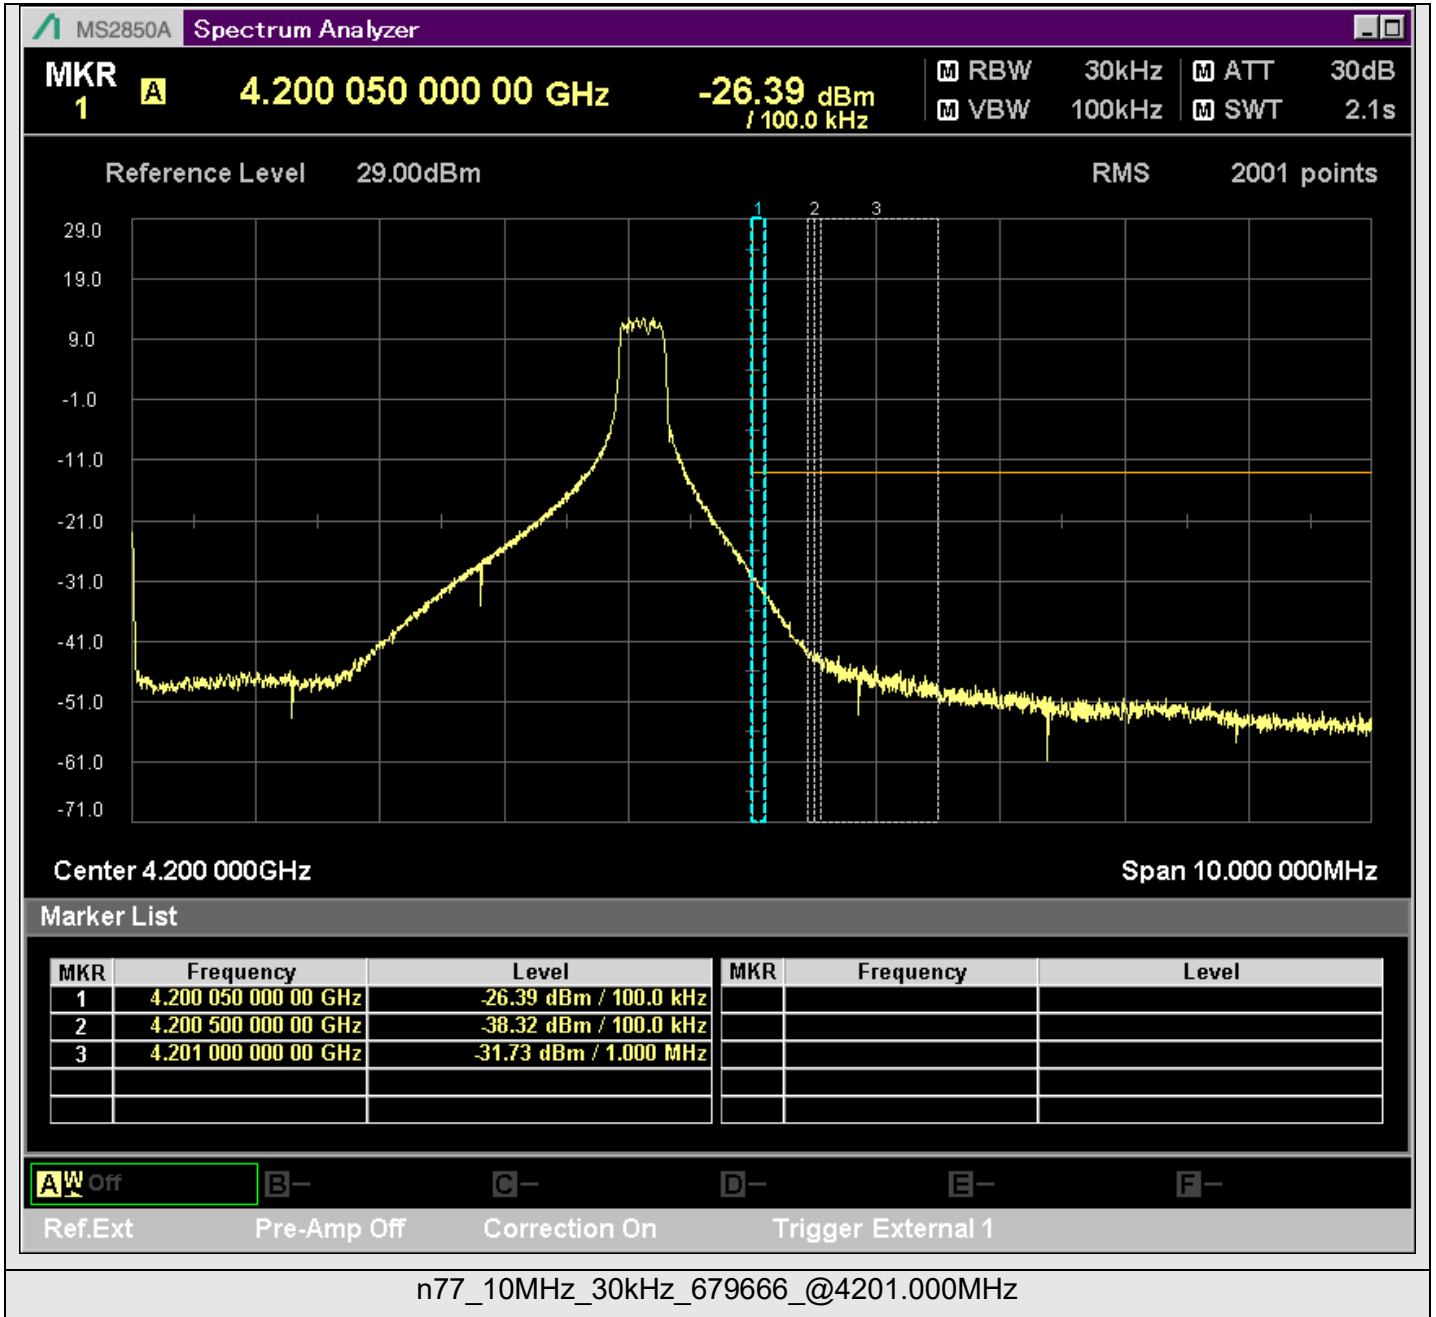 MS2850A Spectrum Analyzer
MKR 1 A 4.200 050 000 00 GHz -26.39 dBm / 100.0 kHz
M RBW 30kHz M ATT 30dB
M VBW 100kHz M SWT 2.1s
Reference Level 29.00dBm RMS 2001 points
1 2 3
29.0
19.0
9.0
-1.0
-11.0
-21.0
-31.0
-41.0
-51.0
-61.0
-71.0
Center 4.200 000GHz Span 10.000 000MHz
Marker List
MKR Frequency Level MKR Frequency Level
1 4.200 050 000 00 GHz -26.39 dBm / 100.0 kHz
2 4.200 500 000 00 GHz -38.32 dBm / 100.0 kHz
3 4.201 000 000 00 GHz -31.73 dBm / 1.000 MHz
A W Off B - C - D - E - F -
Ref.Ext Pre-Amp Off Correction On Trigger External 1
n77_10MHz_30kHz_679666_@4201.000MHz